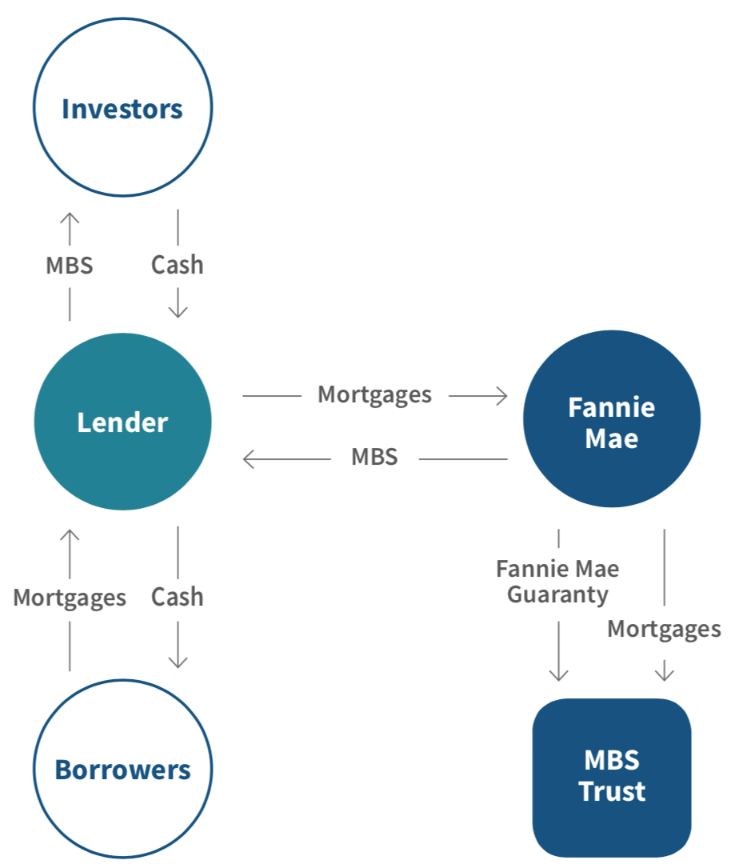 Investors
MBS
Cash
Lender
Mortgages
Fannie
Mae
MBS
Mortgages
Cash
Fannie Mae
Guaranty
Mortgages
Borrowers
MBS
Trust